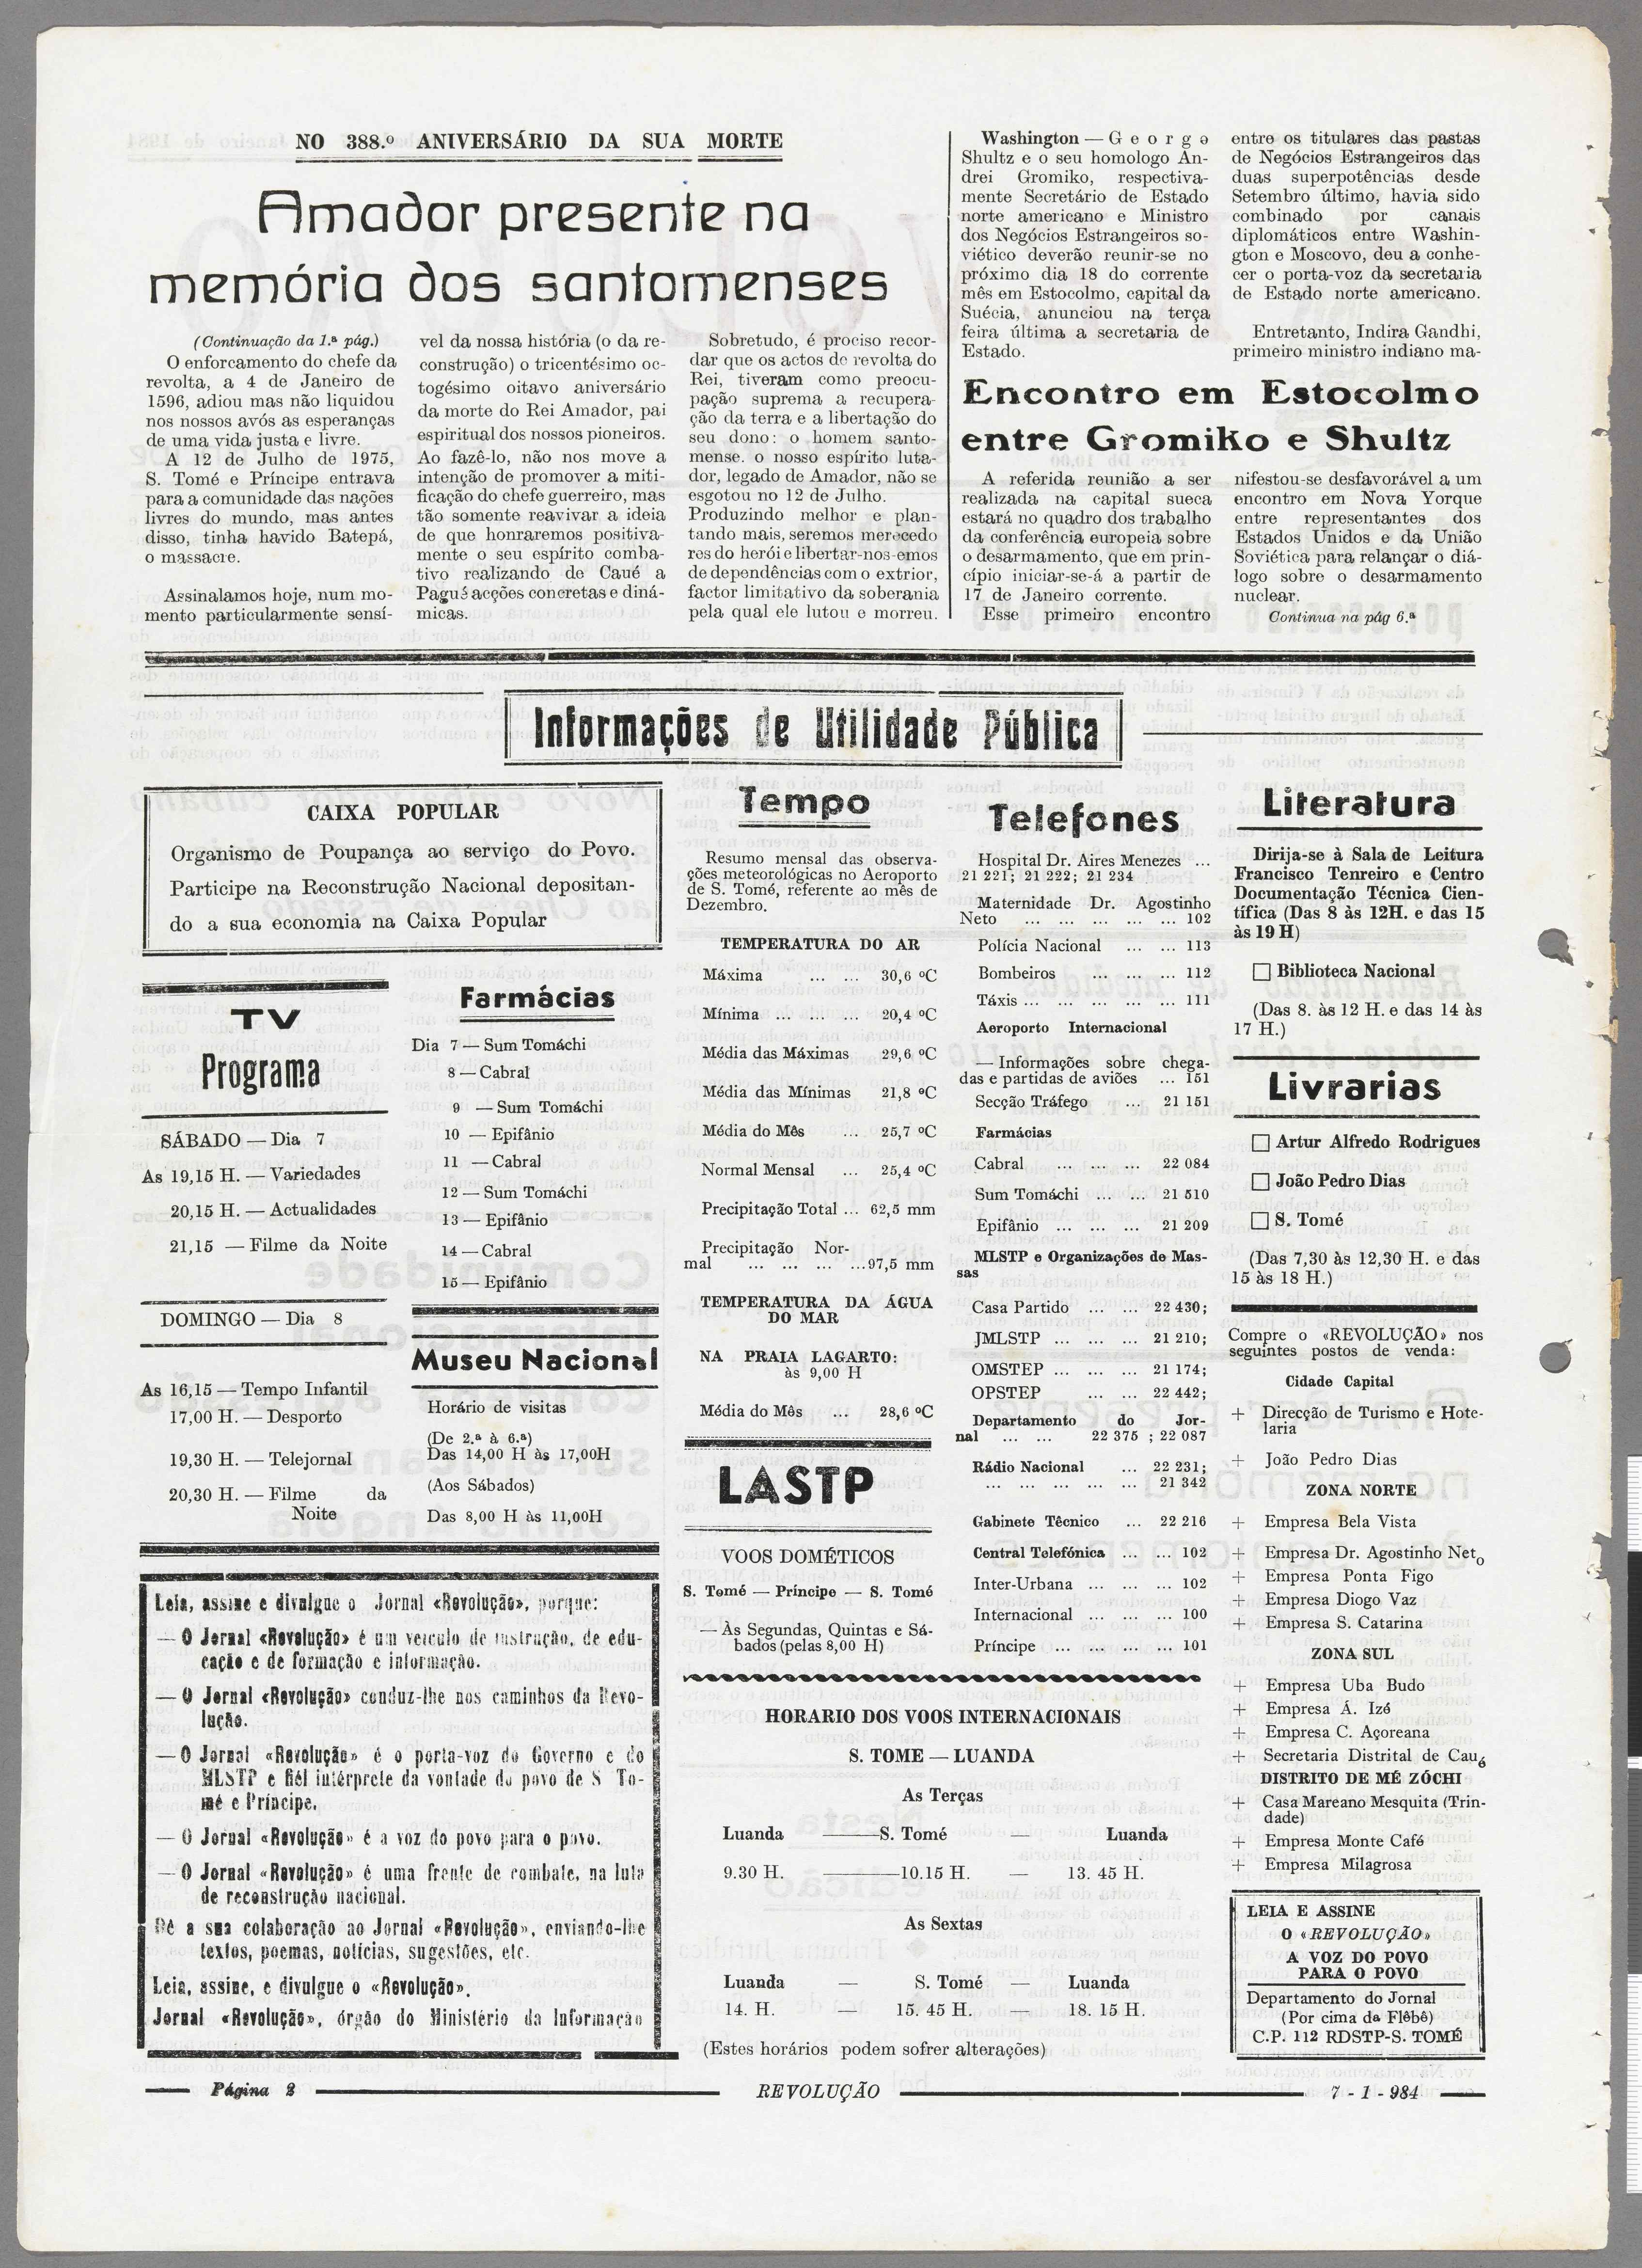 NO 388.º ANIVERSÁRIO DA SUA MORTE
Amador presente na
memória dos santomenses
(Continuação da 1.ª pág.)
O enforcamento do chefe da
revolta, a 4 de Janeiro de
1596, adiou mas não liquidou
nos nossos avós as esperanças
de uma vida justa e livre.
A 12 de Julho de 1975,
S. Tomé e Príncipe entrava
para a comunidade das nações
livres do mundo, mas antes
disso, tinha havido Batepá,
o massacre.
Assinalamos hoje, num mo-
mento particularmente sensí-
vel da nossa história (o da re-
construção) o tricentésimo oc-
togésimo oitavo aniversário
da morte do Rei Amador, pai
espiritual dos nossos pioneiros.
Ao fazê-lo, não nos move a
intenção de promover a miti-
ficação do chefe guerreiro, mas
tão somente reavivar a ideia
de que honraremos positiva-
mente o seu espírito comba-
tivo realizando de Caué a
Pagué acções concretas e dinâ-
micas.
Sobretudo, é prociso recor-
dar que os actos de revolta do
Rei, tiveram como preocu-
pação suprema a recupera-
ção da terra e a libertação do
seu dono: o homem santo-
mense. o nosso espírito luta-
dor, legado de Amador, não se
esgotou no 12 de Julho.
Produzindo melhor e plan-
tando mais, seremos merecedo
res do herói e libertar-nos-emos
de dependências com o extrior,
factor limitativo da soberania
pela qual ele lutou e morreu.
Washington — George
Shultz e o seu homologo An-
drei Gromiko, respectiva-
mente Secretário de Estado
norte americano e Ministro
dos Negócios Estrangeiros so-
viético deverão reunir-se no
próximo dia 18 do corrente
mês em Estocolmo, capital da
Suécia, anunciou na terça
feira última a secretaria de
Estado.
entre os titulares das pastas
de Negócios Estrangeiros das
duas superpotências desde
Setembro último, havia sido
combinado por canais
diplomáticos entre Washin-
gton e Moscovo, deu a conhe-
cer o porta-voz da secretaria
de Estado norte americano.
Entretanto, Indira Gandhi,
primeiro ministro indiano ma-
Encontro em Estocolmo
entre Gromiko e Shultz
A referida reunião a ser
realizada na capital sueca
estará no quadro dos trabalho
da conferência europeia sobre
o desarmamento, que em prin-
cípio iniciar-se-á a partir de
17 de Janeiro corrente.
Esse primeiro encontro
nifestou-se desfavorável a um
encontro em Nova Yorque
entre representantes dos
Estados Unidos e da União
Soviética para relançar o diá-
logo sobre o desarmamento
nuclear.
Continua na pág 6.ª
Informações de Utilidade Pública
CAIXA POPULAR
Organismo de Poupança ao serviço do Povo.
Participe na Reconstrução Nacional depositan-
do a sua economia na Caixa Popular
TV
Programa
SÁBADO — Dia 7
As 19,15 H. — Variedades
20,15 H. — Actualidades
21,15 — Filme da Noite
DOMINGO — Dia 8
As 16,15 — Tempo Infantil
17,00 H. — Desporto
19,30 H. — Telejornal
20,30 H. — Filme da
Noite
Farmácias
Dia 7 — Sum Tomáchi
8 — Cabral
9 — Sum Tomáchi
10 — Epifânio
11 — Cabral
12 — Sum Tomáchi
13 — Epifânio
14 — Cabral
15 — Epifânio
Museu Nacional
Horário de visitas
(De 2.ª à 6.ª)
Das 14,00 H às 17,00H
(Aos Sábados)
Das 8,00 H às 11,00H
Leia, assine e divulgue o Jornal «Revolução», porque:
— O Jornal «Revolução» é um veiculo de instrução, de edu-
cação e de formação e informação.
— O Jornal «Revolução» conduz-lhe nos caminhos da Revo-
lução.
— O Jornal «Revolução» é o porta-voz do Governo e do
MLSTP e fiél intérprete da vontade do povo de S To-
mé e Príncipe.
— O Jornal «Revolução» é a voz do povo para o povo.
— O Jornal «Revolução» é uma frente de combate, na luta
de reconstrução nacional.
Dê a sua colaboração ao Jornal «Revolução», enviando-lhe
textos, poemas, notícias, sugestões, etc.
Leia, assine, e divulgue o «Revolução».
Jornal «Revolução», órgão do Ministério da Informação
Tempo
Resumo mensal das observa-
ções meteorológicas no Aeroporto
de S. Tomé, referente ao mês de
Dezembro.
TEMPERATURA DO AR
Máxima ... ... 30,6 ºC
Mínima ... ... ... 20,4 ºC
Média das Máximas 29,6 ºC
Média das Mínimas 21,8 ºC
Média do Mês ... 25,7 ºC
Normal Mensal ... 25,4 ºC
Precipitação Total ... 62,5 mm
Precipitação Nor-
mal ... ... ... ...97,5 mm
TEMPERATURA DA ÁGUA
DO MAR
NA PRAIA LAGARTO:
às 9,00 H
Média do Mês ... 28,6 ºC
LASTP
VOOS DOMÉTICOS
S. Tomé — Príncipe — S. Tomé
— Às Segundas, Quintas e Sá-
bados (pelas 8,00 H)
Telefones
Hospital Dr. Aires Menezes ...
21 221; 21 222; 21 234
Maternidade Dr. Agostinho
Neto ... ... ... ... ... 102
Polícia Nacional ... ... 113
Bombeiros ... ... ... 112
Táxis ... ... ... ... ... 111
Aeroporto Internacional
— Informações sobre chega-
das e partidas de aviões ... 151
Secção Tráfego ... 21 151
Farmácias
Cabral ... ... ... 22 084
Sum Tomáchi ... ... 21 510
Epifânio ... ... ... 21 209
MLSTP e Organizações de Mas-
sas
Casa Partido ... ... 22 430;
JMLSTP ... ... ... 21 210;
OMSTEP ... ... ... 21 174;
OPSTEP ... ... 22 442;
Departamento do Jor-
nal ... ... 22 375 ; 22 087
Rádio Nacional ... 22 231;
... ... ... ... ... 21 342
Gabinete Têcnico ... 22 216
Central Telefónica ... ... 102
Inter-Urbana ... ... ... 102
Internacional ... ... ... 100
Príncipe ... ... ... ... 101
HORARIO DOS VOOS INTERNACIONAIS
S. TOME — LUANDA
As Terças
Luanda ——— S. Tomé — Luanda
9.30 H. ——— 10.15 H. — 13. 45 H.
As Sextas
Luanda — S. Tomé — Luanda
14. H. — 15. 45 H. — 18. 15 H.
(Estes horários podem sofrer alterações)
Literatura
Dirija-se à Sala de Leitura
Francisco Tenreiro e Centro
Documentação Técnica Cien-
tífica (Das 8 às 12H. e das 15
às 19 H)
□ Biblioteca Nacional
(Das 8. às 12 H. e das 14 às
17 H.)
Livrarias
□ Artur Alfredo Rodrigues
□ João Pedro Dias
□ S. Tomé
(Das 7,30 às 12,30 H. e das
15 às 18 H.)
Compre o «REVOLUÇÃO» nos
seguintes postos de venda:
Cidade Capital
+ Direcção de Turismo e Hote-
laria
+ João Pedro Dias
ZONA NORTE
+ Empresa Bela Vista
+ Empresa Dr. Agostinho Neto
+ Empresa Ponta Figo
+ Empresa Diogo Vaz
+ Empresa S. Catarina
ZONA SUL
+ Empresa Uba Budo
+ Empresa Á. Izé
+ Empresa C. Açoreana
+ Secretaria Distrital de Caué
DISTRITO DE MÉ ZÓCHI
+ Casa Mareano Mesquita (Trin-
dade)
+ Empresa Monte Café
+ Empresa Milagrosa
LEIA E ASSINE
O «REVOLUÇÃO»
A VOZ DO POVO
PARA O POVO
Departamento do Jornal
(Por cima da Flêbê)
C.P. 112 RDSTP-S. TOMÉ
Página 2
REVOLUÇÃO
7 - 1 - 984